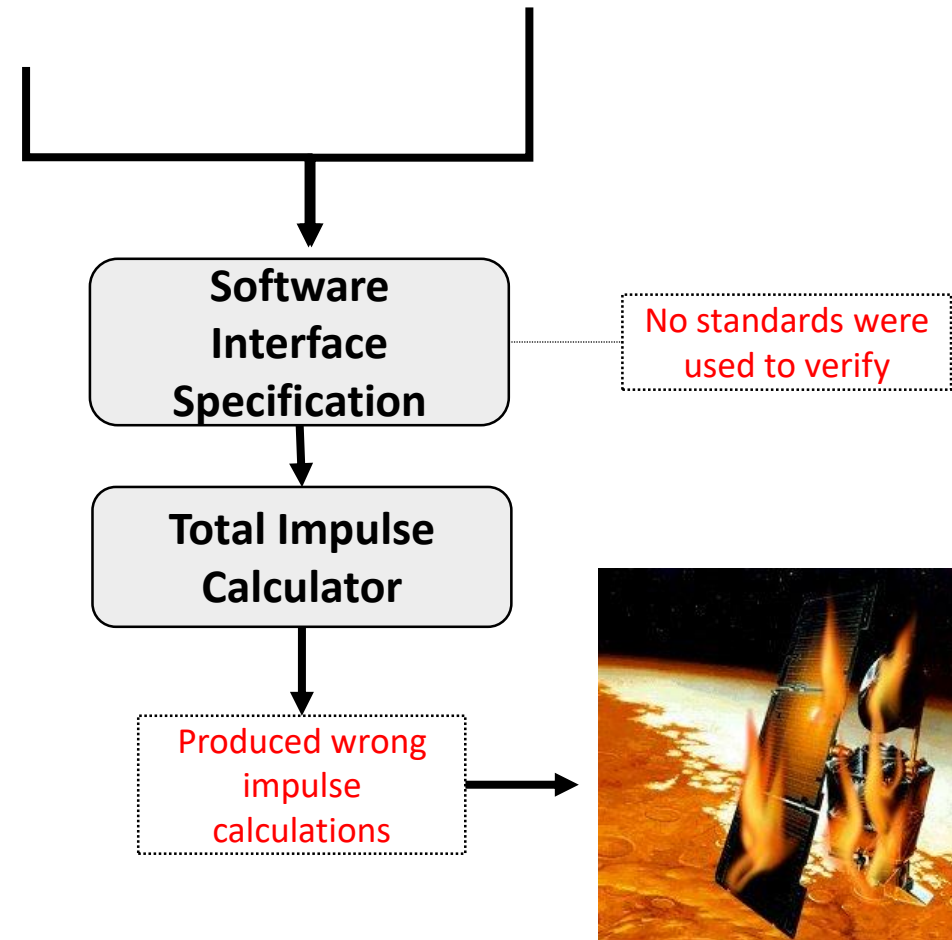 Software
Interface
Specification
No standards were
used to verify
Total Impulse
Calculator
Produced wrong
impulse
calculations